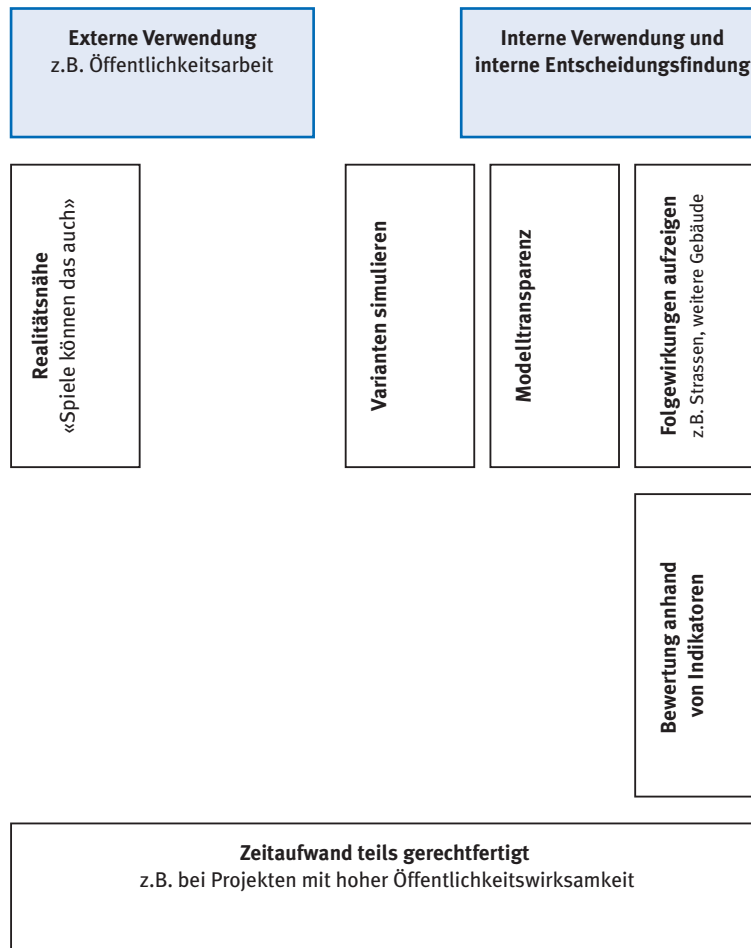 Externe Verwendung
z.B. Öffentlichkeitsarbeit
Interne Verwendung und
interne Entscheidungsfindung
Realitätsnähe
«Spiele können das auch»
Varianten simulieren
Modelltransparenz
Folgewirkungen aufzeigen
z.B. Strassen, weitere Gebäude
Bewertung anhand
von Indikatoren
Zeitaufwand teils gerechtfertigt
z.B. bei Projekten mit hoher Öffentlichkeitswirksamkeit